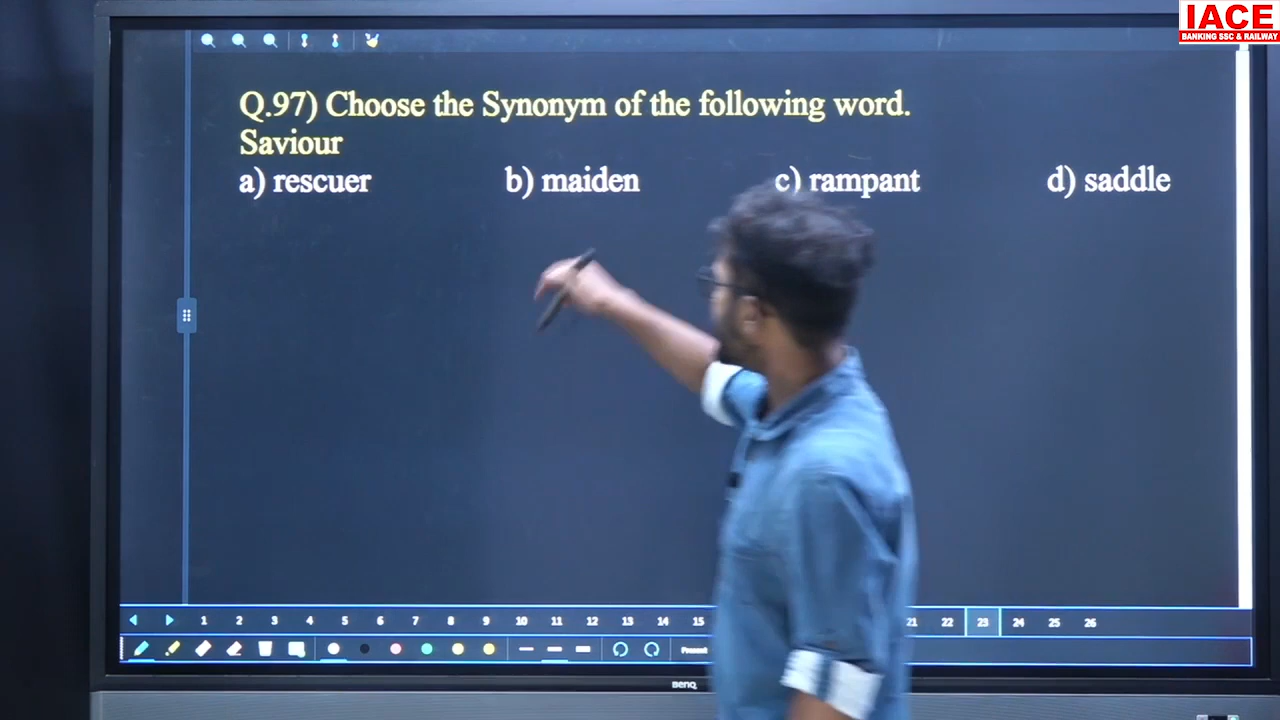 IACE
BANKING SSC & RAILWAY
Q.97) Choose the Synonym of the following word.
Saviour
a) rescuer b) maiden c) rampant d) saddle
1 2 3 4 5 6 7 8 9 10 11 12 13 14 15 21 22 23 24 25 26
Present
BenQ